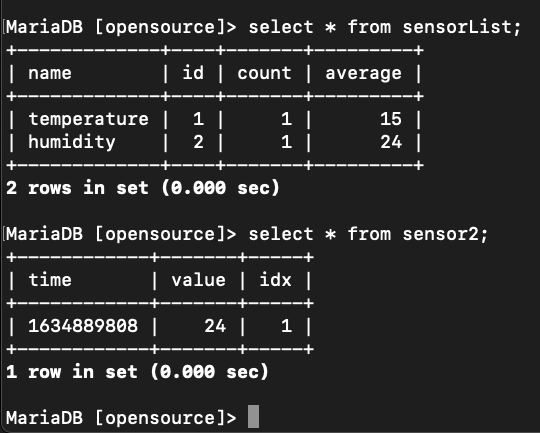 MariaDB [opensource]> select * from sensorList;
+-------------+----+-------+---------+
| name        | id | count | average |
+-------------+----+-------+---------+
| temperature |  1 |     1 |      15 |
| humidity    |  2 |     1 |      24 |
+-------------+----+-------+---------+
2 rows in set (0.000 sec)

MariaDB [opensource]> select * from sensor2;
+------------+-------+-----+
| time       | value | idx |
+------------+-------+-----+
| 1634889808 |    24 |   1 |
+------------+-------+-----+
1 row in set (0.000 sec)

MariaDB [opensource]>